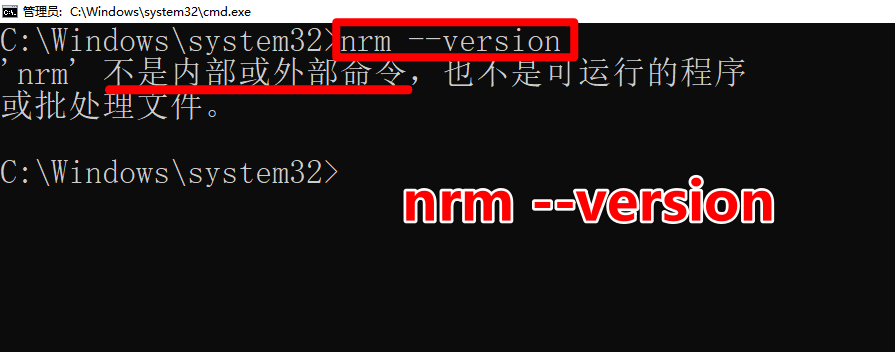 管理员: C:\Windows\system32\cmd.exe
C:\Windows\system32>nrm --version
'nrm' 不是内部或外部命令，也不是可运行的程序
或批处理文件。
C:\Windows\system32>
nrm --version